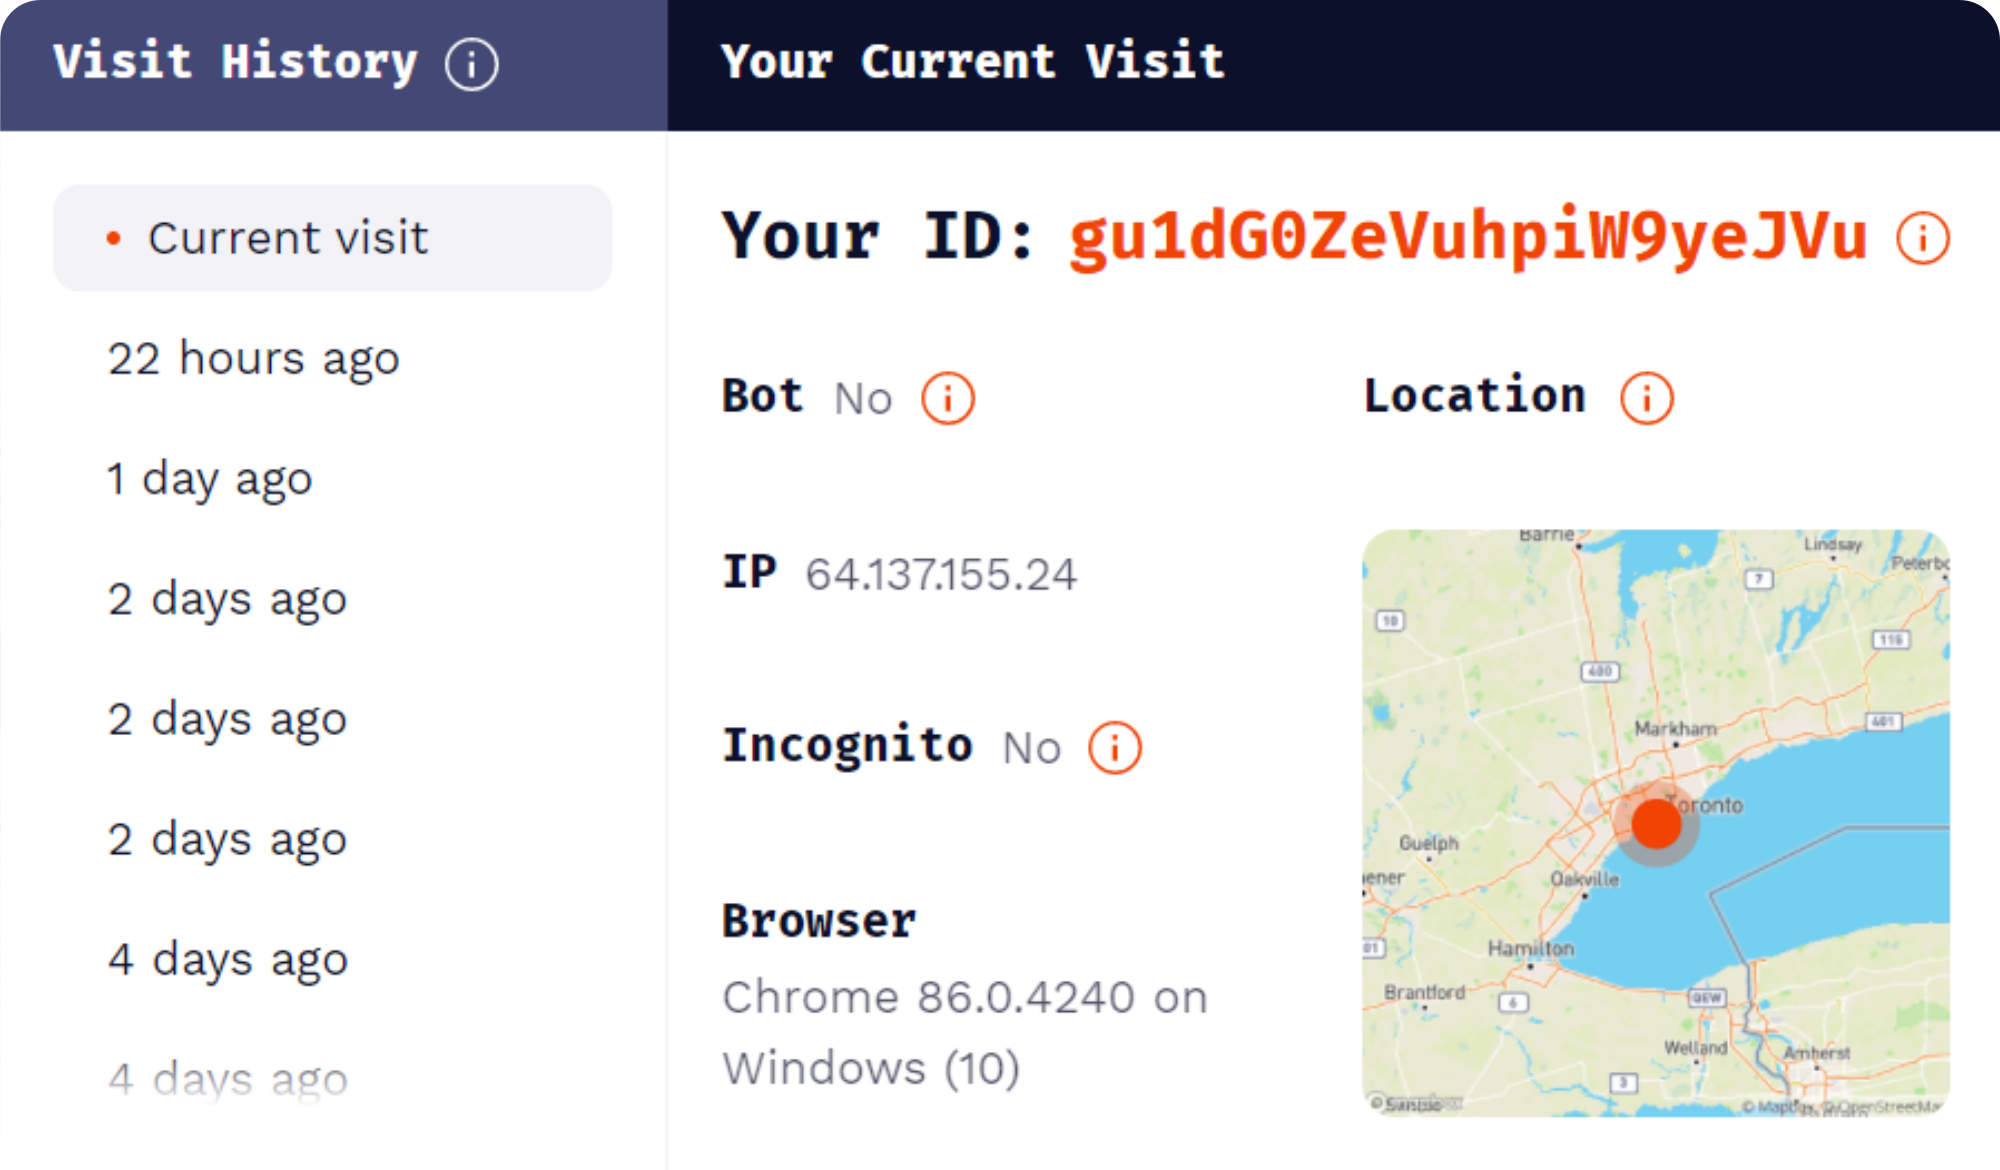 Visit History
Your Current Visit
Current visit
22 hours ago
1 day ago
2 days ago
2 days ago
2 days ago
4 days ago
4 days ago
Your ID: gu1dG0ZeVuhpiW9yeJVu
Bot No
IP 64.137.155.24
Incognito No
Browser
Chrome 86.0.4240 on
Windows (10)
Location
Barrie
Lindsay
Peterbo
7
10
115
400
401
Markham
Toronto
Guelph
ener
Oakville
01
Hamilton
Brantford
6
QEW
Welland
Amherst
3
© Mapbox, © OpenStreetMa